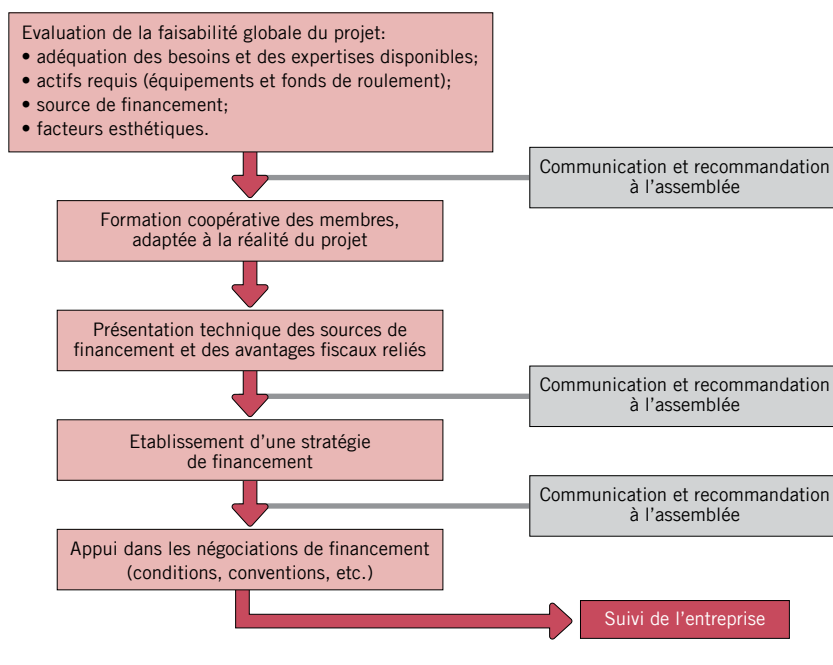 Evaluation de la faisabilité globale du projet:
• adéquation des besoins et des expertises disponibles;
• actifs requis (équipements et fonds de roulement);
• source de financement;
• facteurs esthétiques.
Communication et recommandation
à l'assemblée
Formation coopérative des membres,
adaptée à la réalité du projet
Présentation technique des sources de
financement et des avantages fiscaux reliés
Communication et recommandation
à l'assemblée
Etablissement d'une stratégie
de financement
Communication et recommandation
à l'assemblée
Appui dans les négociations de financement
(conditions, conventions, etc.)
Suivi de l'entreprise